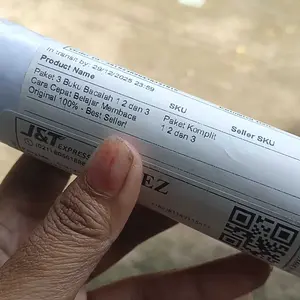 In transit by: 29/12/2025 23:59
Product Name
SKU
Seller SKU
Paket 3 Buku Bacalah 1 2 dan 3
Cara Cepat Belajar Membaca
Original 100% - Best Seller!
Paket Komplit
1 2 dan 3
J&T EXPRESS
EZ